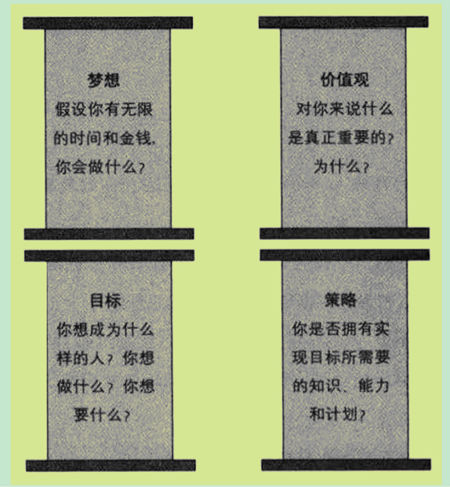 梦想
假设你有无限
的时间和金钱,
你会做什么?
价值观
对你来说什么
是真正重要的?
为什么?
目标
你想成为什么
样的人? 你想
做什么? 你想
要什么?
策略
你是否拥有实
现目标所需要
的知识、能力
和计划?